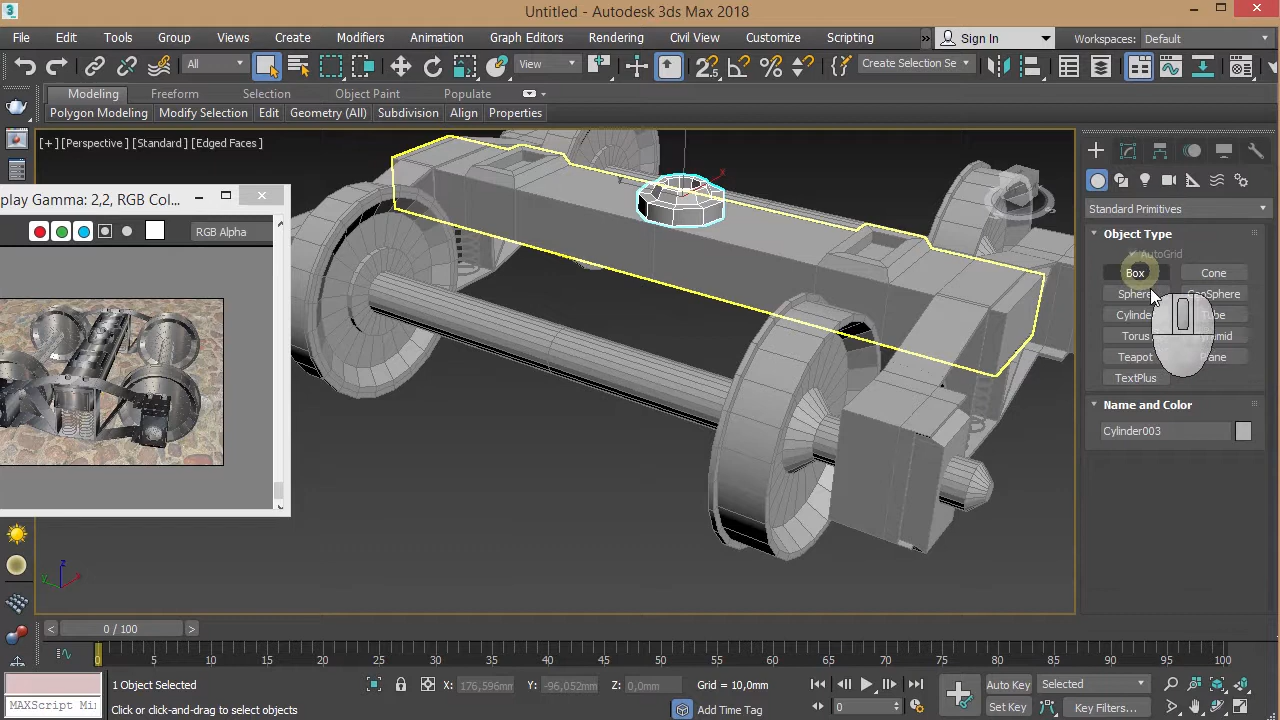 Untitled - Autodesk 3ds Max 2018
File Edit Tools Group Views Create Modifiers Animation Graph Editors Rendering Civil View Customize Scripting » Sign In Workspaces: Default
All View Create Selection Se
Modeling Freeform Selection Object Paint Populate
Polygon Modeling Modify Selection Edit Geometry (All) Subdivision Align Properties
[+] [Perspective ] [Standard ] [Edged Faces ]
play Gamma: 2,2, RGB Col...
RGB Alpha
Standard Primitives
Object Type
AutoGrid
Box Cone
Sphere GeoSphere
Cylinder Tube
Torus
Teapot
TextPlus
Name and Color
Cylinder003
x
z
y x
< 0 / 100 >
0 5 10 15 20 25 30 35 40 45 50 55 60 65 70 75 80 85 90 95 100
1 Object Selected X: 176,596mm Y: -96,052mm Z: 0,0mm Grid = 10,0mm Auto Key Selected
MAXScript Mi Click or click-and-drag to select objects Add Time Tag 0 Set Key Key Filters...